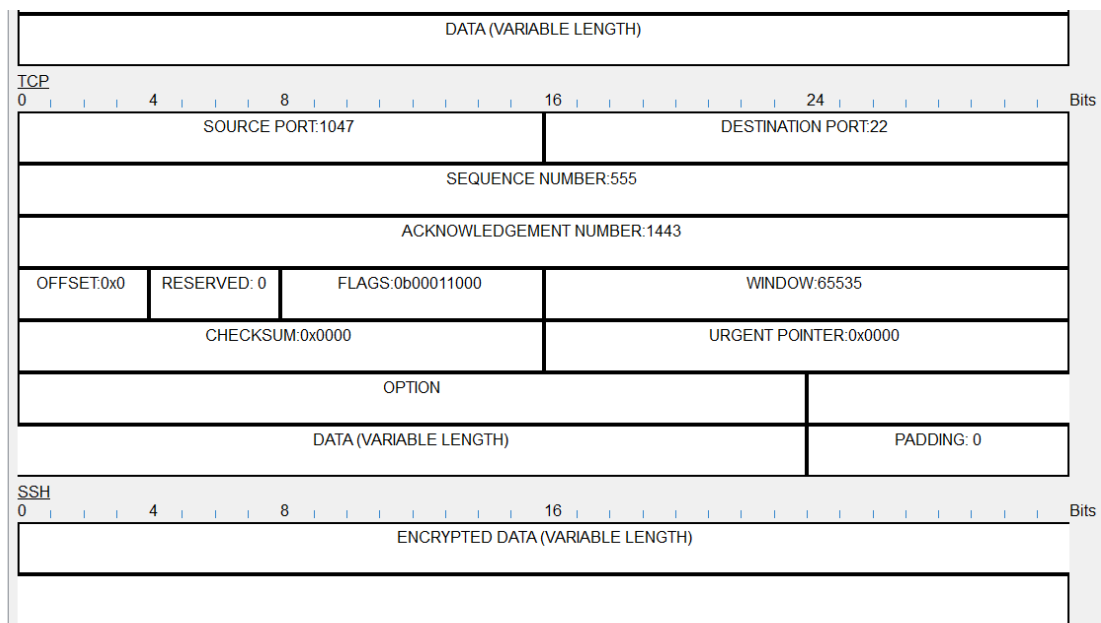 DATA (VARIABLE LENGTH)
TCP
0 4 8 16 24 Bits
SOURCE PORT:1047 DESTINATION PORT:22
SEQUENCE NUMBER:555
ACKNOWLEDGEMENT NUMBER:1443
OFFSET:0x0 RESERVED: 0 FLAGS:0b00011000 WINDOW:65535
CHECKSUM:0x0000 URGENT POINTER:0x0000
OPTION
DATA (VARIABLE LENGTH) PADDING: 0
SSH
0 4 8 16 Bits
ENCRYPTED DATA (VARIABLE LENGTH)